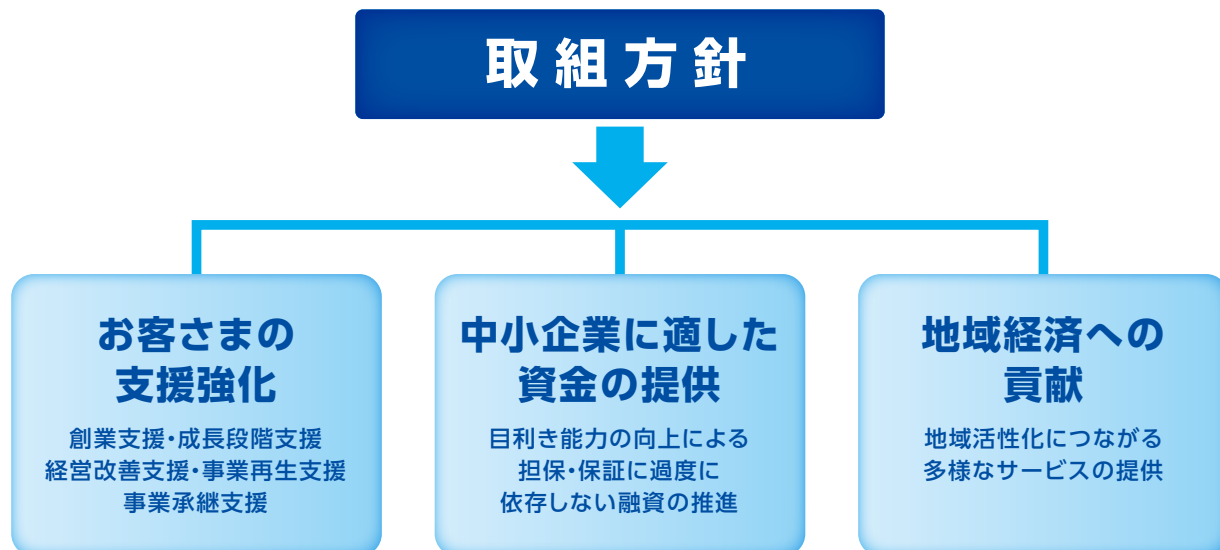 取組方針
お客さまの
支援強化
創業支援・成長段階支援
経営改善支援・事業再生支援
事業承継支援
中小企業に適した
資金の提供
目利き能力の向上による
担保・保証に過度に
依存しない融資の推進
地域経済への
貢献
地域活性化につながる
多様なサービスの提供